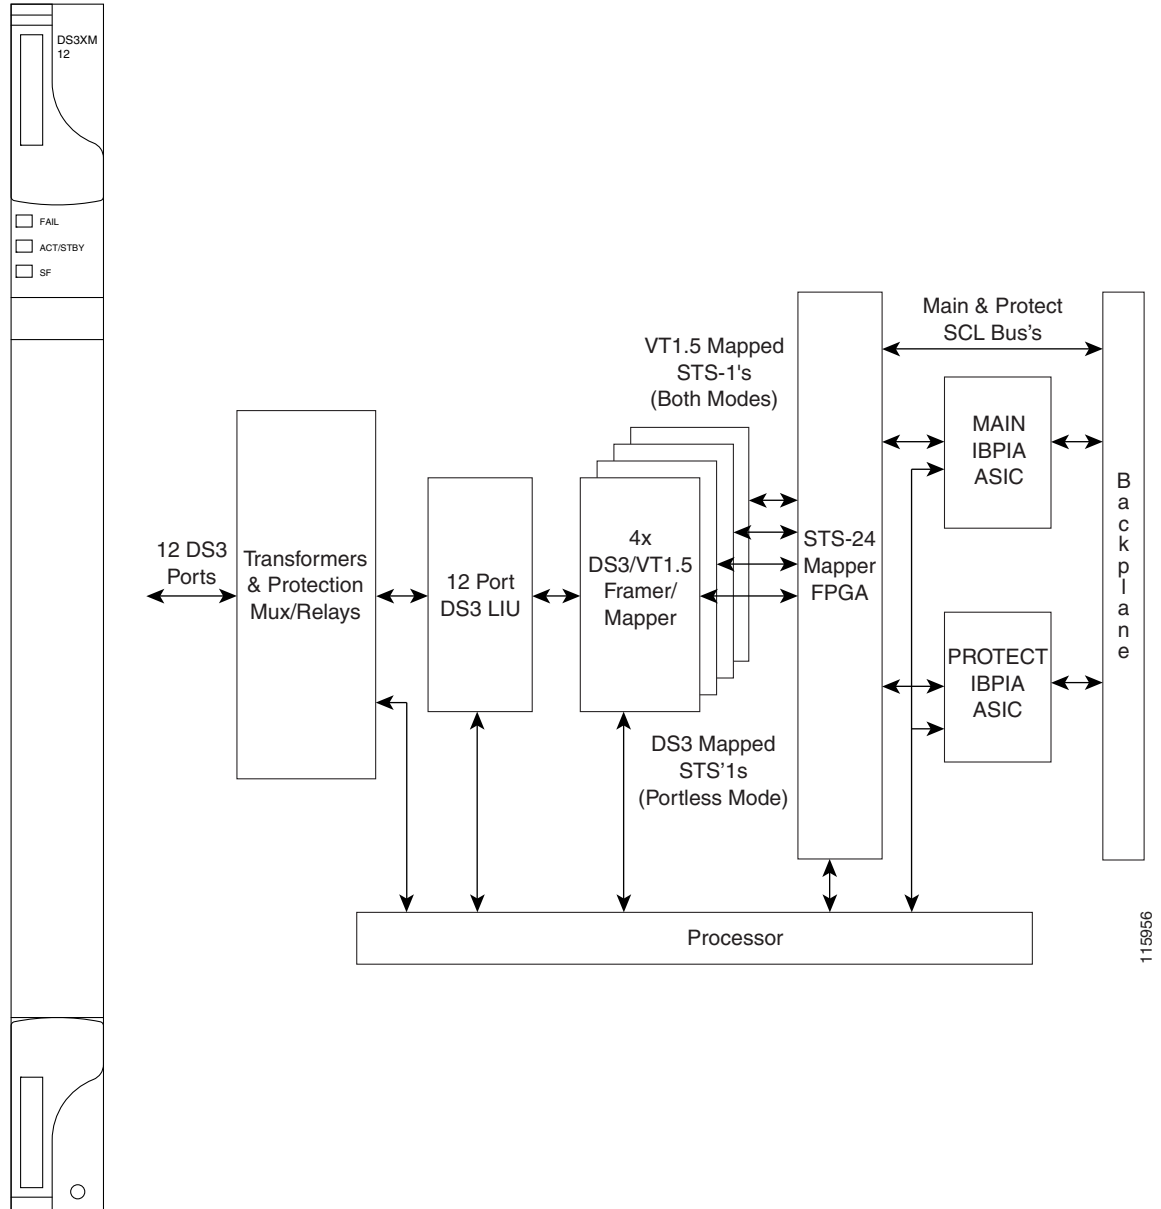 DS3XM
12
FAIL
ACT/STBY
SF
Main & Protect
SCL Bus's
VT1.5 Mapped
STS-1's
(Both Modes)
MAIN
IBPIA
ASIC
Backplane
12 DS3
Ports
Transformers
& Protection
Mux/Relays
12 Port
DS3 LIU
4x
DS3/VT1.5
Framer/
Mapper
STS-24
Mapper
FPGA
PROTECT
IBPIA
ASIC
DS3 Mapped
STS'1s
(Portless Mode)
Processor
115956